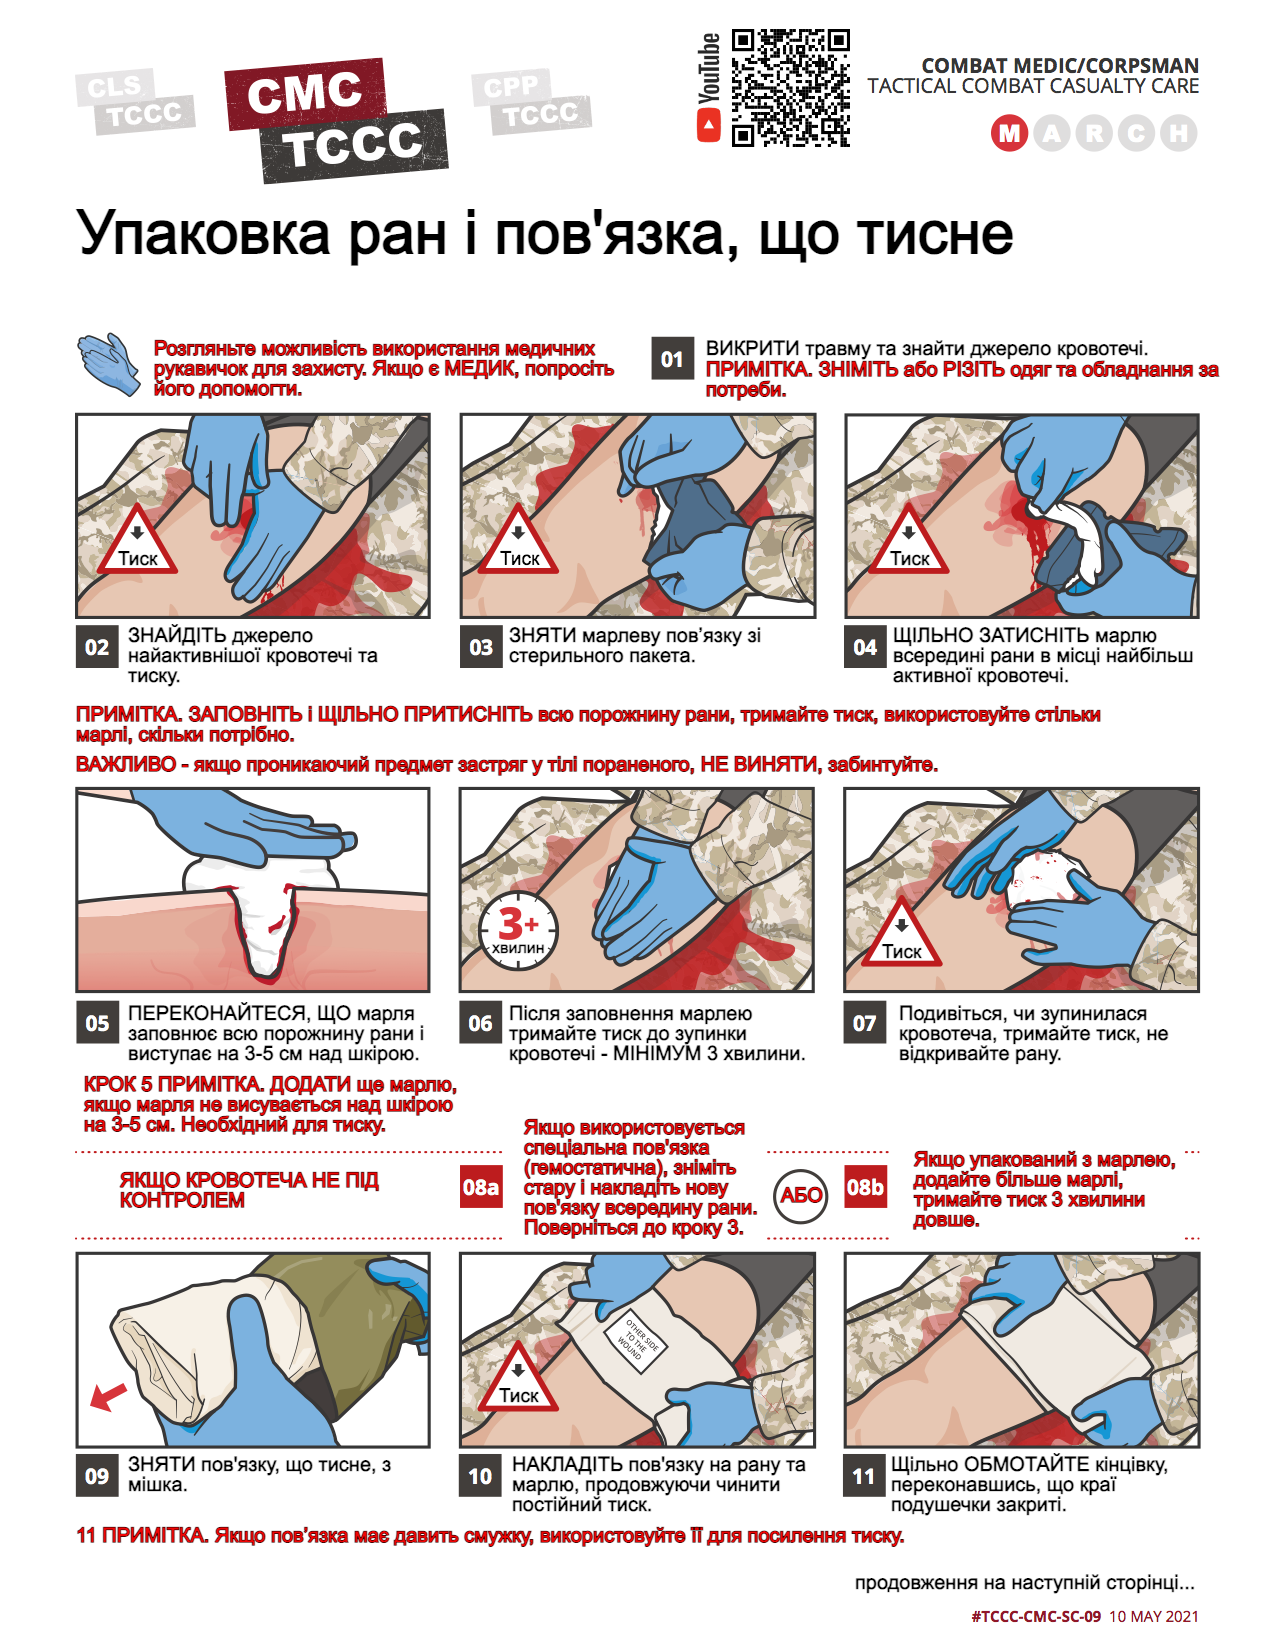 CLS
TCCC
CMC
TCCC
CPP
TCCC
YouTube
COMBAT MEDIC/CORPSMAN
TACTICAL COMBAT CASUALTY CARE
M A R C H
Упаковка ран і пов'язка, що тисне
Розгляньте можливість використання медичних
рукавичок для захисту. Якщо є МЕДИК, попросіть
його допомогти.
01
ВИКРИТИ травму та знайти джерело кровотечі.
ПРИМІТКА. ЗНІМІТЬ або РІЗІТЬ одяг та обладнання за
потреби.
Тиск
Тиск
Тиск
02
ЗНАЙДІТЬ джерело
найактивнішої кровотечі та
тиску.
03
ЗНЯТИ марлеву пов’язку зі
стерильного пакета.
04
ЩІЛЬНО ЗАТИСНІТЬ марлю
всередині рани в місці найбільш
активної кровотечі.
ПРИМІТКА. ЗАПОВНІТЬ і ЩІЛЬНО ПРИТИСНІТЬ всю порожнину рани, тримайте тиск, використовуйте стільки
марлі, скільки потрібно.
ВАЖЛИВО - якщо проникаючий предмет застряг у тілі пораненого, НЕ ВИНЯТИ, забинтуйте.
3+
хвилин
Тиск
05
ПЕРЕКОНАЙТЕСЯ, ЩО марля
заповнює всю порожнину рани і
виступає на 3-5 см над шкірою.
06
Після заповнення марлею
тримайте тиск до зупинки
кровотечі - МІНІМУМ 3 хвилини.
07
Подивіться, чи зупинилася
кровотеча, тримайте тиск, не
відкривайте рану.
КРОК 5 ПРИМІТКА. ДОДАТИ ще марлю,
якщо марля не висувається над шкірою
на 3-5 см. Необхідний для тиску.
ЯКЩО КРОВОТЕЧА НЕ ПІД
КОНТРОЛЕМ
08a
Якщо використовується
спеціальна пов'язка
(гемостатична), зніміть
стару і накладіть нову
пов'язку всередину рани.
Поверніться до кроку 3.
АБО
08b
Якщо упакований з марлею,
додайте більше марлі,
тримайте тиск 3 хвилини
довше.
OTHER SIDE
TO THE
WOUND
Тиск
09
ЗНЯТИ пов'язку, що тисне, з
мішка.
10
НАКЛАДІТЬ пов'язку на рану та
марлю, продовжуючи чинити
постійний тиск.
11
Щільно ОБМОТАЙТЕ кінцівку,
переконавшись, що краї
подушечки закриті.
11 ПРИМІТКА. Якщо пов’язка має давить смужку, використовуйте її для посилення тиску.
продовження на наступній сторінці...
#TCCC-CMC-SC-09 10 MAY 2021